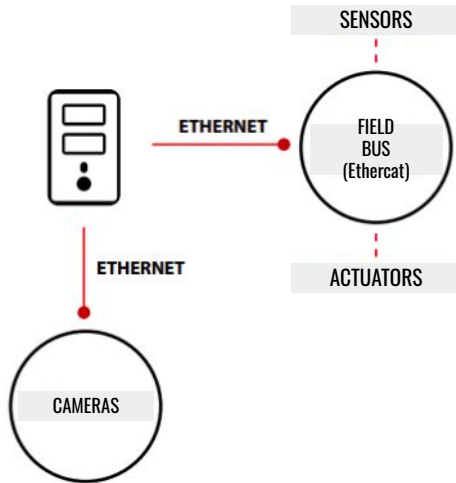 SENSORS
ETHERNET
FIELD
BUS
(Ethercat)
ETHERNET
ACTUATORS
CAMERAS